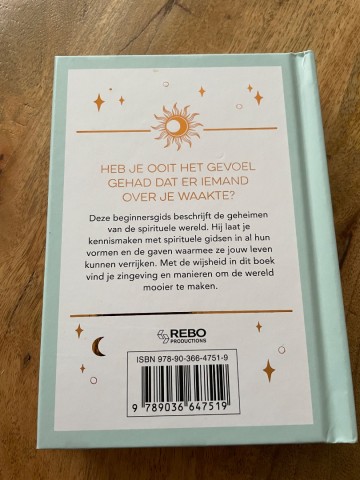 HEB JE OOIT HET GEVOEL
GEHAD DAT ER IEMAND
OVER JE WAAKTE?
Deze beginnersgids beschrijft de geheimen
van de spirituele wereld. Hij laat je
kennismaken met spirituele gidsen in al hun
vormen en de gaven waarmee ze jouw leven
kunnen verrijken. Met de wijsheid in dit boek
vind je zingeving en manieren om de wereld
mooier te maken.
REBO
PRODUCTIONS
ISBN 978-90-366-4751-9
9 789036 647519